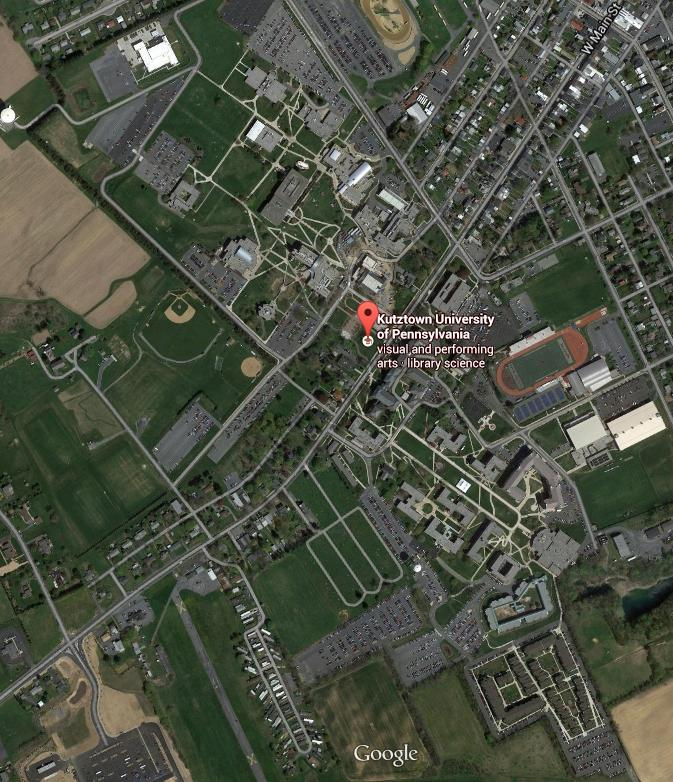 W Main St
Kutztown University
of Pennsylvania
visual and performing
arts · library science
Google